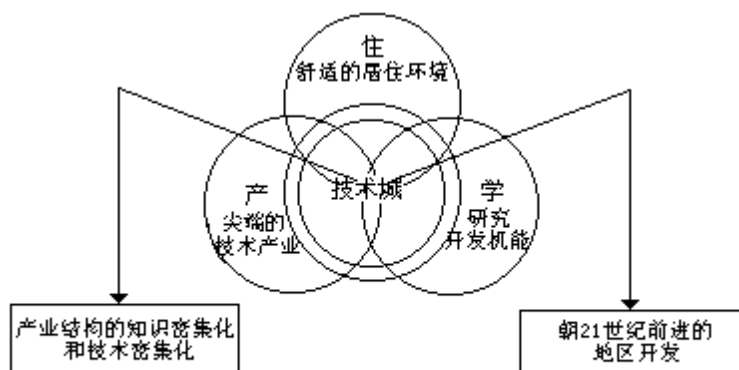 住
舒适的居住环境
技术城
产
尖端的
技术产业
学
研究
开发机能
产业结构的知识密集化
和技术密集化
朝21世纪前进的
地区开发